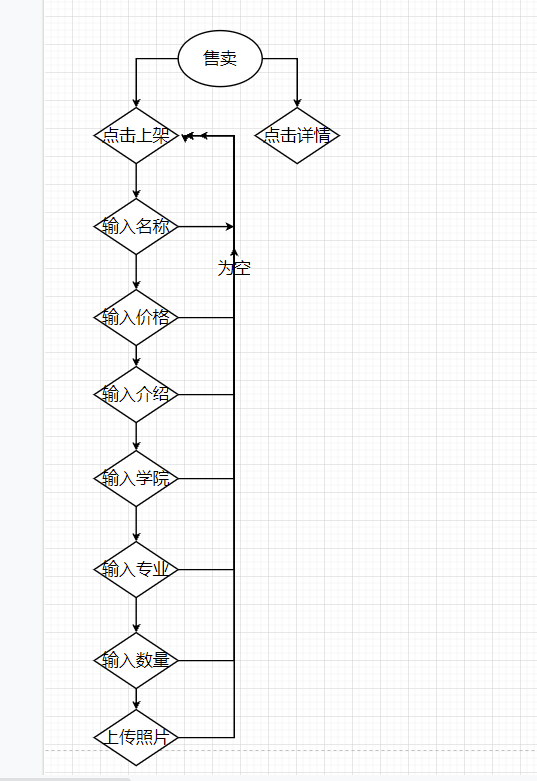 售卖
点击上架
点击详情
输入名称
为空
输入价格
输入介绍
输入学院
输入专业
输入数量
上传照片